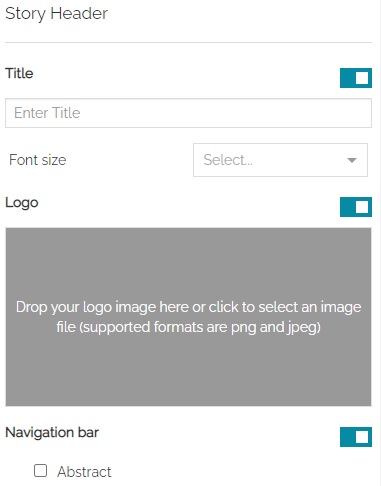 Story Header
Title
Enter Title
Font size
Select...
Logo
Drop your logo image here or click to select an image
file (supported formats are png and jpeg)
Navigation bar
Abstract